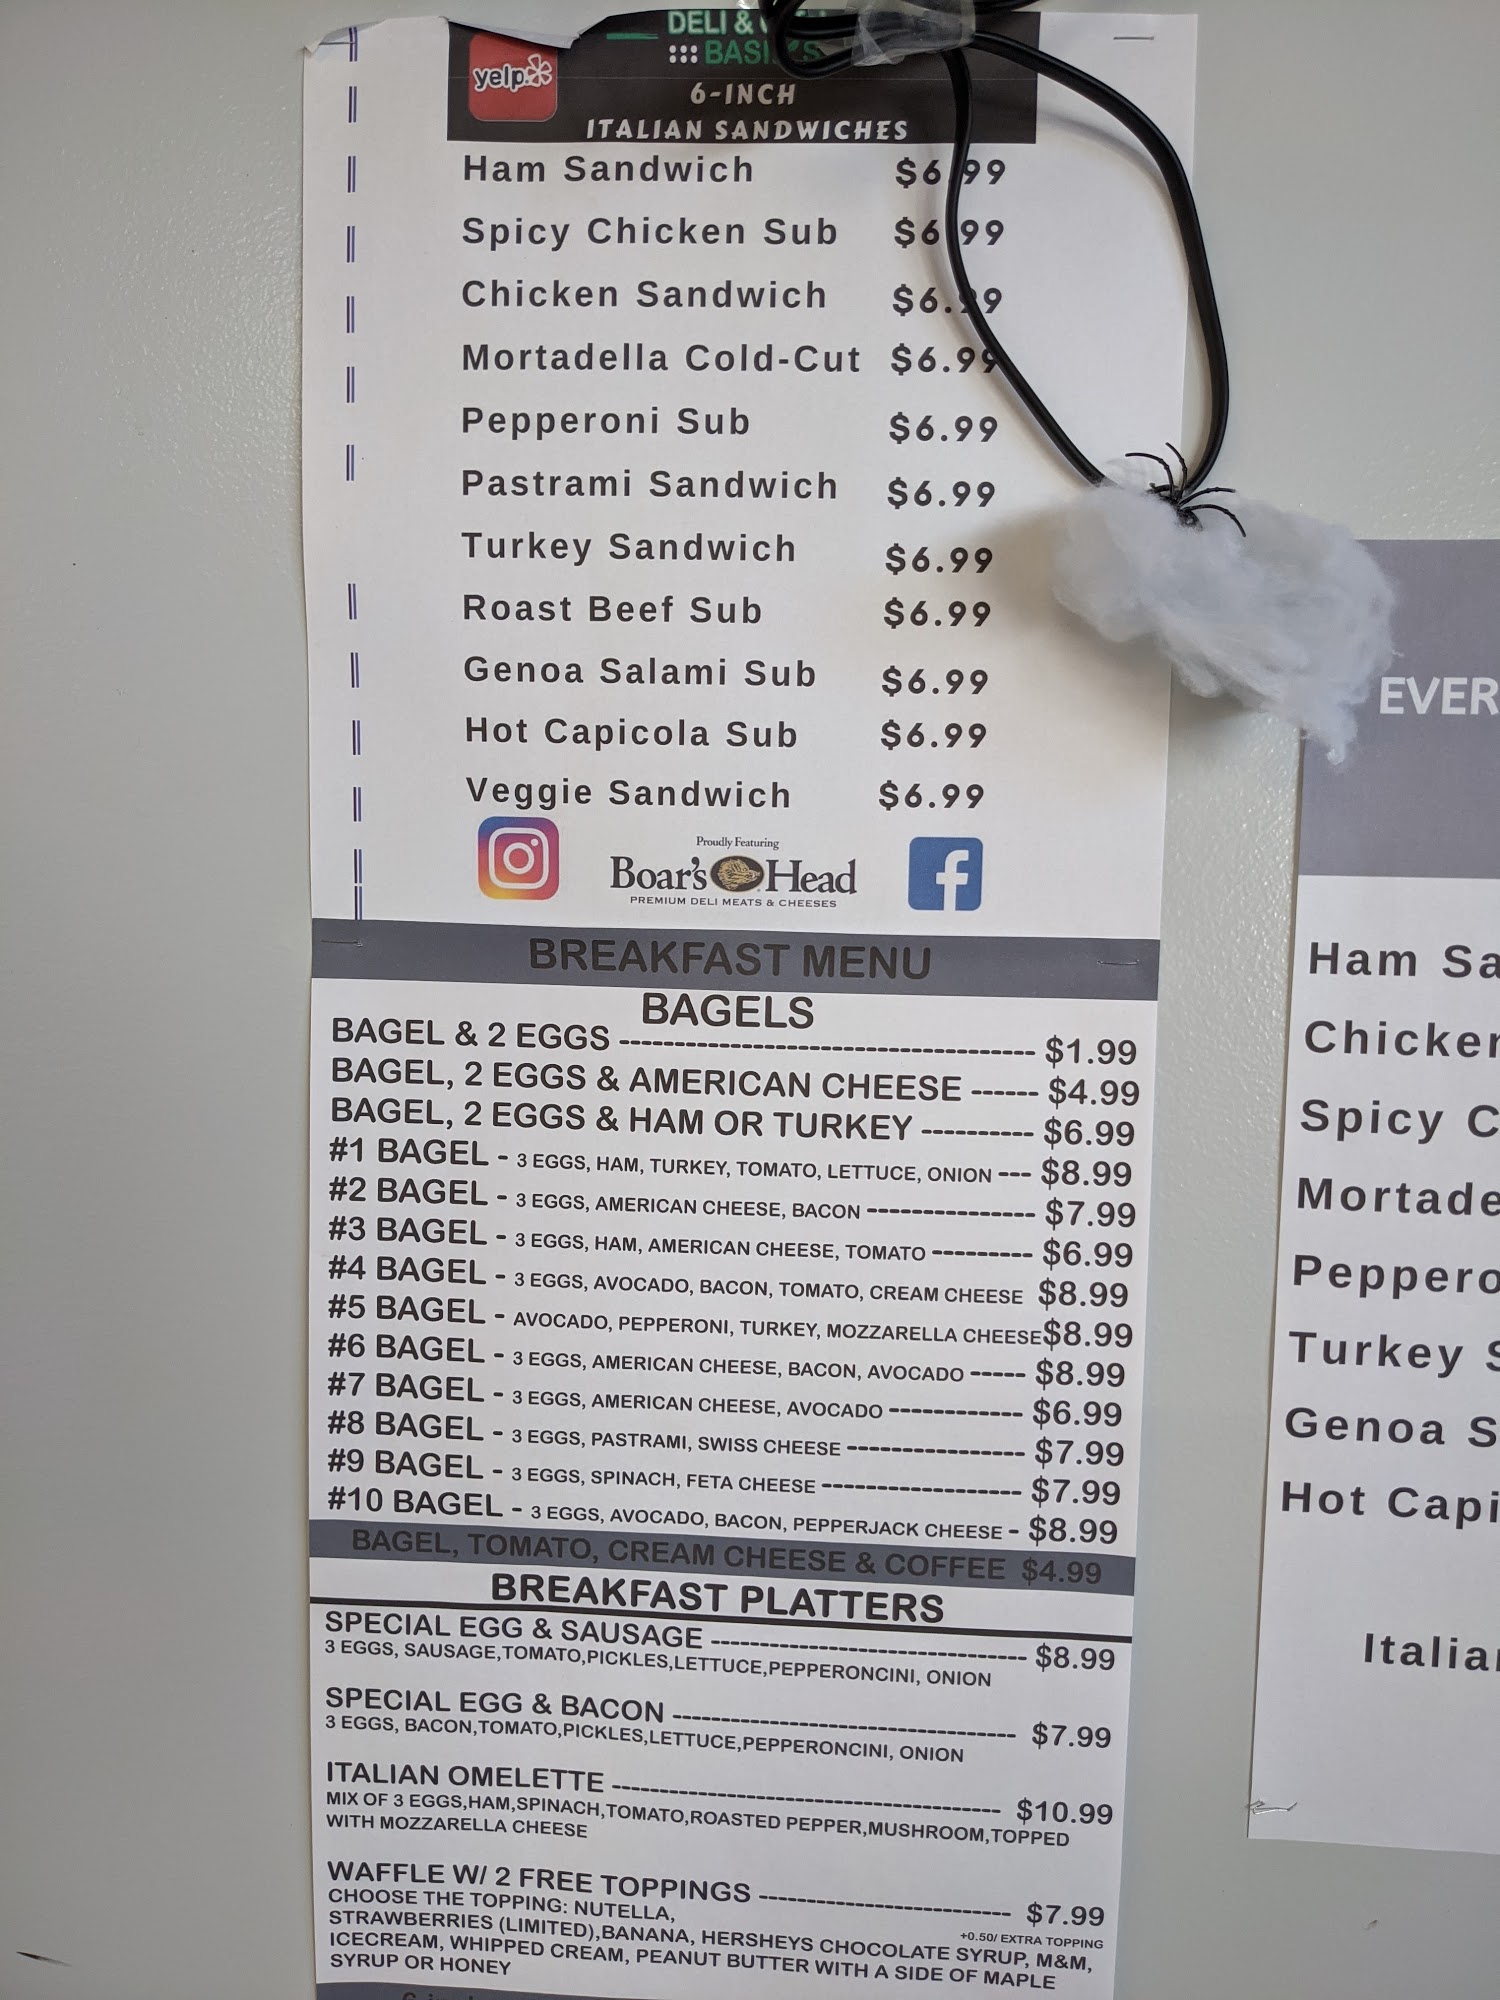 DELI &
BASI
yelp
6-INCH
ITALIAN SANDWICHES
Ham Sandwich $6.99
Spicy Chicken Sub $6.99
Chicken Sandwich $6.99
Mortadella Cold-Cut $6.99
Pepperoni Sub $6.99
Pastrami Sandwich $6.99
Turkey Sandwich $6.99
Roast Beef Sub $6.99
Genoa Salami Sub $6.99
Hot Capicola Sub $6.99
Veggie Sandwich $6.99
Proudly Featuring
Boar's Head
PREMIUM DELI MEATS & CHEESES
BREAKFAST MENU
BAGELS
BAGEL & 2 EGGS $1.99
BAGEL, 2 EGGS & AMERICAN CHEESE $4.99
BAGEL, 2 EGGS & HAM OR TURKEY $6.99
#1 BAGEL - 3 EGGS, HAM, TURKEY, TOMATO, LETTUCE, ONION --- $8.99
#2 BAGEL - 3 EGGS, AMERICAN CHEESE, BACON $7.99
#3 BAGEL - 3 EGGS, HAM, AMERICAN CHEESE, TOMATO $6.99
#4 BAGEL - 3 EGGS, AVOCADO, BACON, TOMATO, CREAM CHEESE $8.99
#5 BAGEL - AVOCADO, PEPPERONI, TURKEY, MOZZARELLA CHEESE $8.99
#6 BAGEL - 3 EGGS, AMERICAN CHEESE, BACON, AVOCADO ----- $8.99
#7 BAGEL - 3 EGGS, AMERICAN CHEESE, AVOCADO $6.99
#8 BAGEL - 3 EGGS, PASTRAMI, SWISS CHEESE $7.99
#9 BAGEL - 3 EGGS, SPINACH, FETA CHEESE $7.99
#10 BAGEL - 3 EGGS, AVOCADO, BACON, PEPPERJACK CHEESE - $8.99
BAGEL, TOMATO, CREAM CHEESE & COFFEE $4.99
BREAKFAST PLATTERS
SPECIAL EGG & SAUSAGE $8.99
3 EGGS, SAUSAGE,TOMATO,PICKLES,LETTUCE,PEPPERONCINI, ONION
SPECIAL EGG & BACON $7.99
3 EGGS, BACON,TOMATO,PICKLES,LETTUCE,PEPPERONCINI, ONION
ITALIAN OMELETTE $10.99
MIX OF 3 EGGS,HAM,SPINACH,TOMATO,ROASTED PEPPER,MUSHROOM,TOPPED
WITH MOZZARELLA CHEESE
WAFFLE W/ 2 FREE TOPPINGS $7.99
+0.50/ EXTRA TOPPING
CHOOSE THE TOPPING: NUTELLA,
STRAWBERRIES (LIMITED),BANANA, HERSHEYS CHOCOLATE SYRUP, M&M,
ICECREAM, WHIPPED CREAM, PEANUT BUTTER WITH A SIDE OF MAPLE
SYRUP OR HONEY
EVER
Ham Sa
Chicken
Spicy C
Mortade
Peppero
Turkey S
Genoa S
Hot Capi
Italian